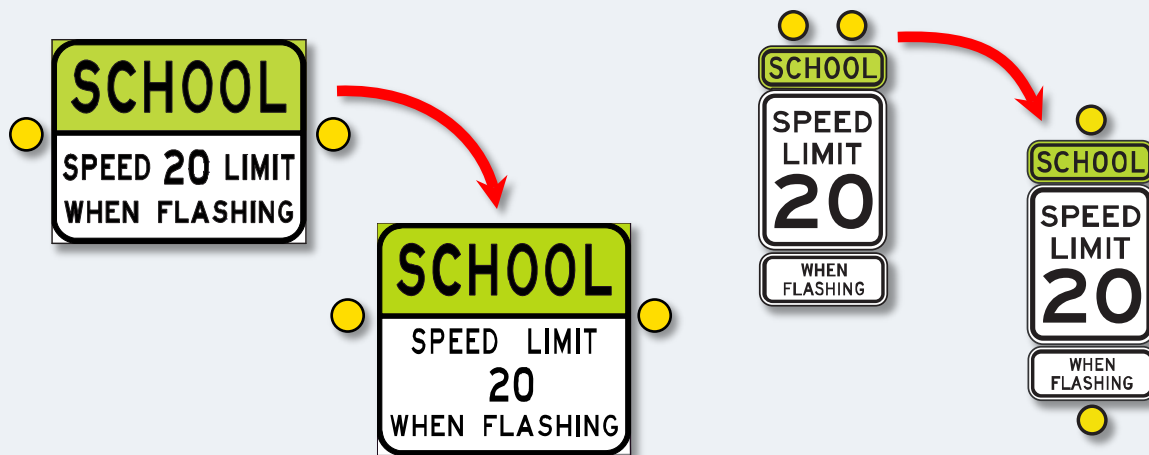 SCHOOL
SPEED 20 LIMIT
WHEN FLASHING
SCHOOL
SPEED LIMIT
20
WHEN FLASHING
SCHOOL
SPEED
LIMIT
20
WHEN
FLASHING
SCHOOL
SPEED
LIMIT
20
WHEN
FLASHING